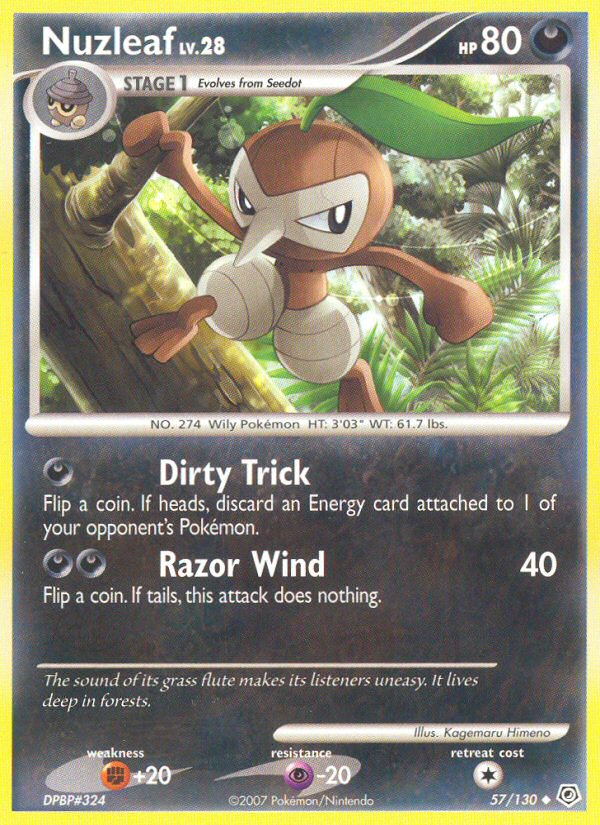 Nuzleaf LV.28 HP 80
STAGE 1 Evolves from Seedot
NO. 274 Wily Pokémon HT: 3'03" WT: 61.7 lbs.
Dirty Trick
Flip a coin. If heads, discard an Energy card attached to 1 of
your opponent's Pokémon.
Razor Wind 40
Flip a coin. If tails, this attack does nothing.
The sound of its grass flute makes its listeners uneasy. It lives
deep in forests.
Illus. Kagemaru Himeno
weakness resistance retreat cost
+20 -20
DPBP#324 ©2007 Pokémon/Nintendo 57/130